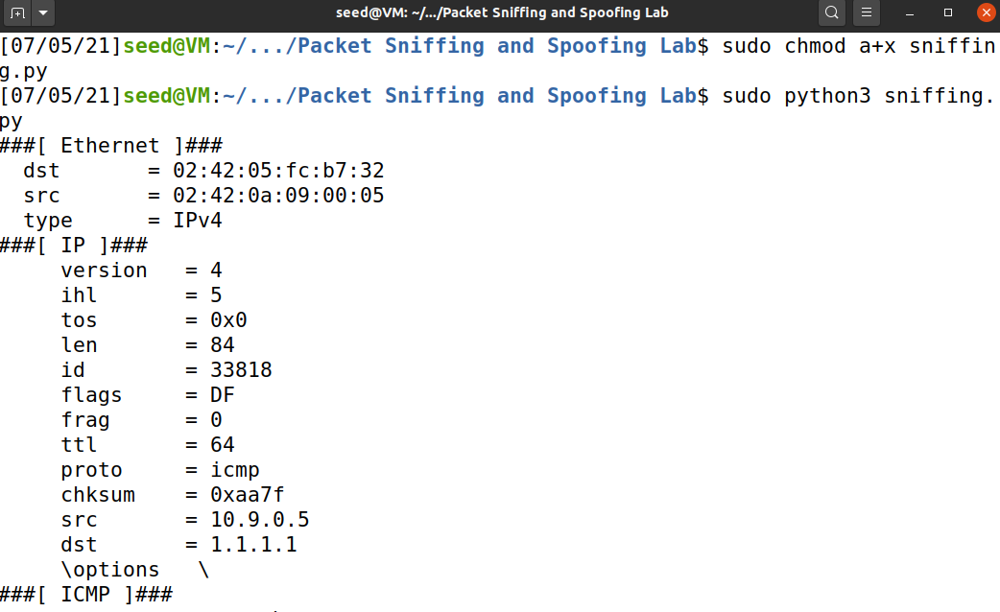 seed@VM: ~/.../Packet Sniffing and Spoofing Lab
[07/05/21]seed@VM:~/.../Packet Sniffing and Spoofing Lab$ sudo chmod a+x sniffin
g.py
[07/05/21]seed@VM:~/.../Packet Sniffing and Spoofing Lab$ sudo python3 sniffing.
py
###[ Ethernet ]###
  dst       = 02:42:05:fc:b7:32
  src       = 02:42:0a:09:00:05
  type      = IPv4
###[ IP ]###
     version   = 4
     ihl       = 5
     tos       = 0x0
     len       = 84
     id        = 33818
     flags     = DF
     frag      = 0
     ttl       = 64
     proto     = icmp
     chksum    = 0xaa7f
     src       = 10.9.0.5
     dst       = 1.1.1.1
     \options   \
###[ ICMP ]###